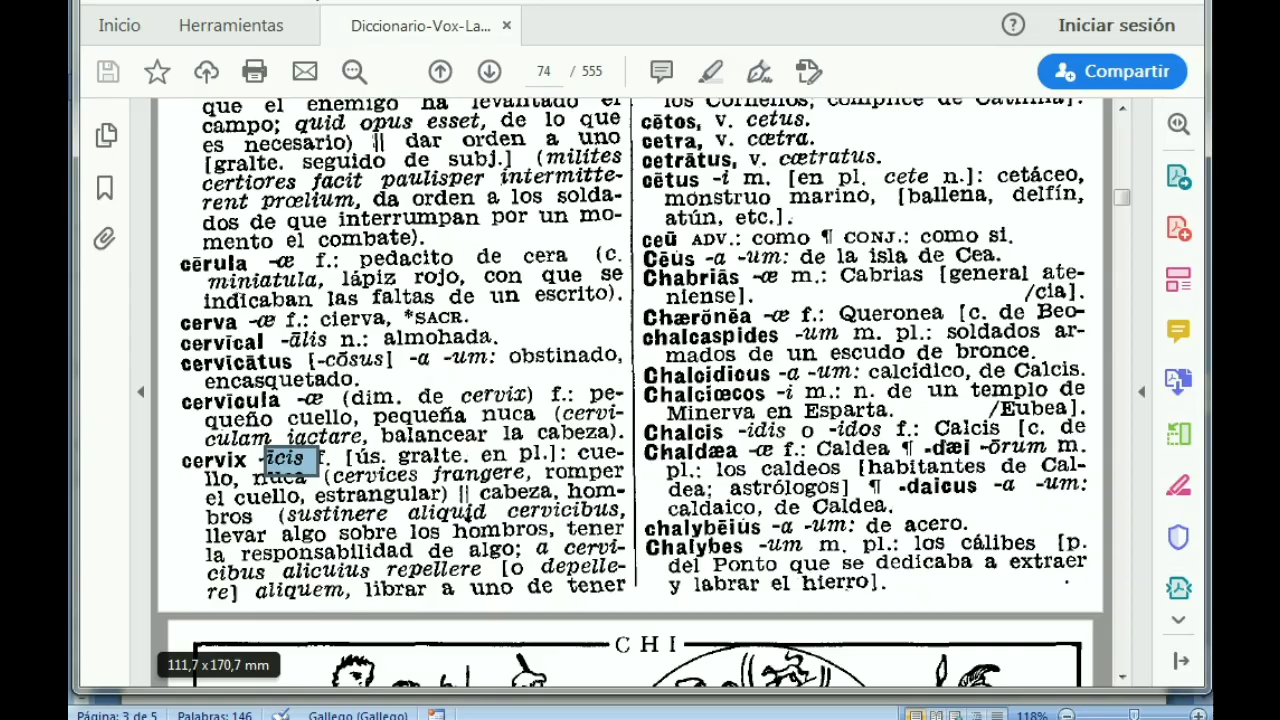 Inicio
Herramientas
Diccionario-Vox-La... ×
Iniciar sesión
74 / 555
Compartir
que el enemigo ha levantado el
campo; quid opus esset, de lo que
es necesario) || dar orden a uno
[gralte. seguido de subj.] (milites
certiores facit paulisper intermitte-
rent prœlium, da orden a los solda-
dos de que interrumpan por un mo-
mento el combate).
cērula -æ f.: pedacito de cera (c.
miniatula, lápiz rojo, con que se
indicaban las faltas de un escrito).
cerva -æ f.: cierva, *SACR.
cervīcal -ālis n.: almohada.
cervīcātus [-cōsus] -a -um: obstinado,
encasquetado.
cervīcula -æ (dim. de cervix) f.: pe-
queño cuello, pequeña nuca (cervi-
culam iactare, balancear la cabeza).
cervix -īcis f. [ús. gralte. en pl.]: cue-
llo, nuca (cervices frangere, romper
el cuello, estrangular) || cabeza, hom-
bros (sustinere aliquid cervicibus,
llevar algo sobre los hombros, tener
la responsabilidad de algo; a cervi-
cibus alicuius repellere [o depelle-
re] aliquem, librar a uno de tener
los Cornelios, cómplice de Catilina].
cētos, v. cetus.
cetra, v. cætra.
cetrātus, v. cætratus.
cētus -i m. [en pl. cete n.]: cetáceo,
monstruo marino, [ballena, delfín,
atún, etc.].
ceū ADV.: como ¶ CONJ.: como si.
Cēus -a -um: de la isla de Cea.
Chabriās -æ m.: Cabrias [general ate-
niense]. /cia].
Chærōnēa -æ f.: Queronea [c. de Beo-
chalcaspides -um m. pl.: soldados ar-
mados de un escudo de bronce.
Chalcidicus -a -um: calcídico, de Calcis.
Chalciœcos -i m.: n. de un templo de
Minerva en Esparta. /Eubea].
Chalcis -idis o -idos f.: Calcis [c. de
Chaldæa -æ f.: Caldea ¶ -dæi -ōrum m.
pl.: los caldeos [habitantes de Cal-
dea; astrólogos] ¶ -daicus -a -um:
caldaico, de Caldea.
chalybēius -a -um: de acero.
Chalybes -um m. pl.: los cálibes [p.
del Ponto que se dedicaba a extraer
y labrar el hierro].
CHI
111,7 x 170,7 mm
Página: 3 de 5
Palabras: 146
Gallego (Gallego)
118%